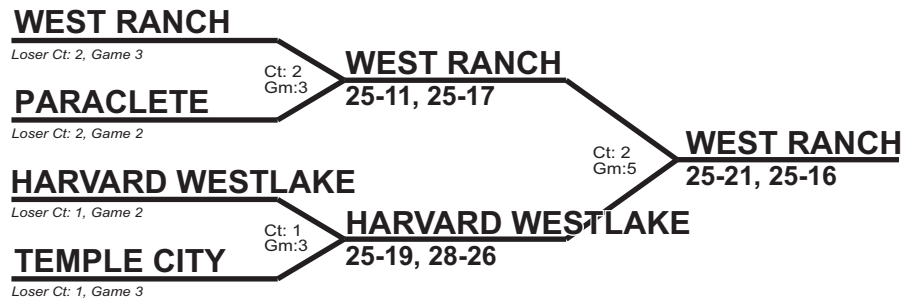 WEST RANCH
Loser Ct: 2, Game 3
Ct: 2
Gm:3
WEST RANCH
25-11, 25-17
PARACLETE
Loser Ct: 2, Game 2
Ct: 2
Gm:5
WEST RANCH
25-21, 25-16
HARVARD WESTLAKE
Loser Ct: 1, Game 2
Ct: 1
Gm:3
HARVARD WESTLAKE
25-19, 28-26
TEMPLE CITY
Loser Ct: 1, Game 3